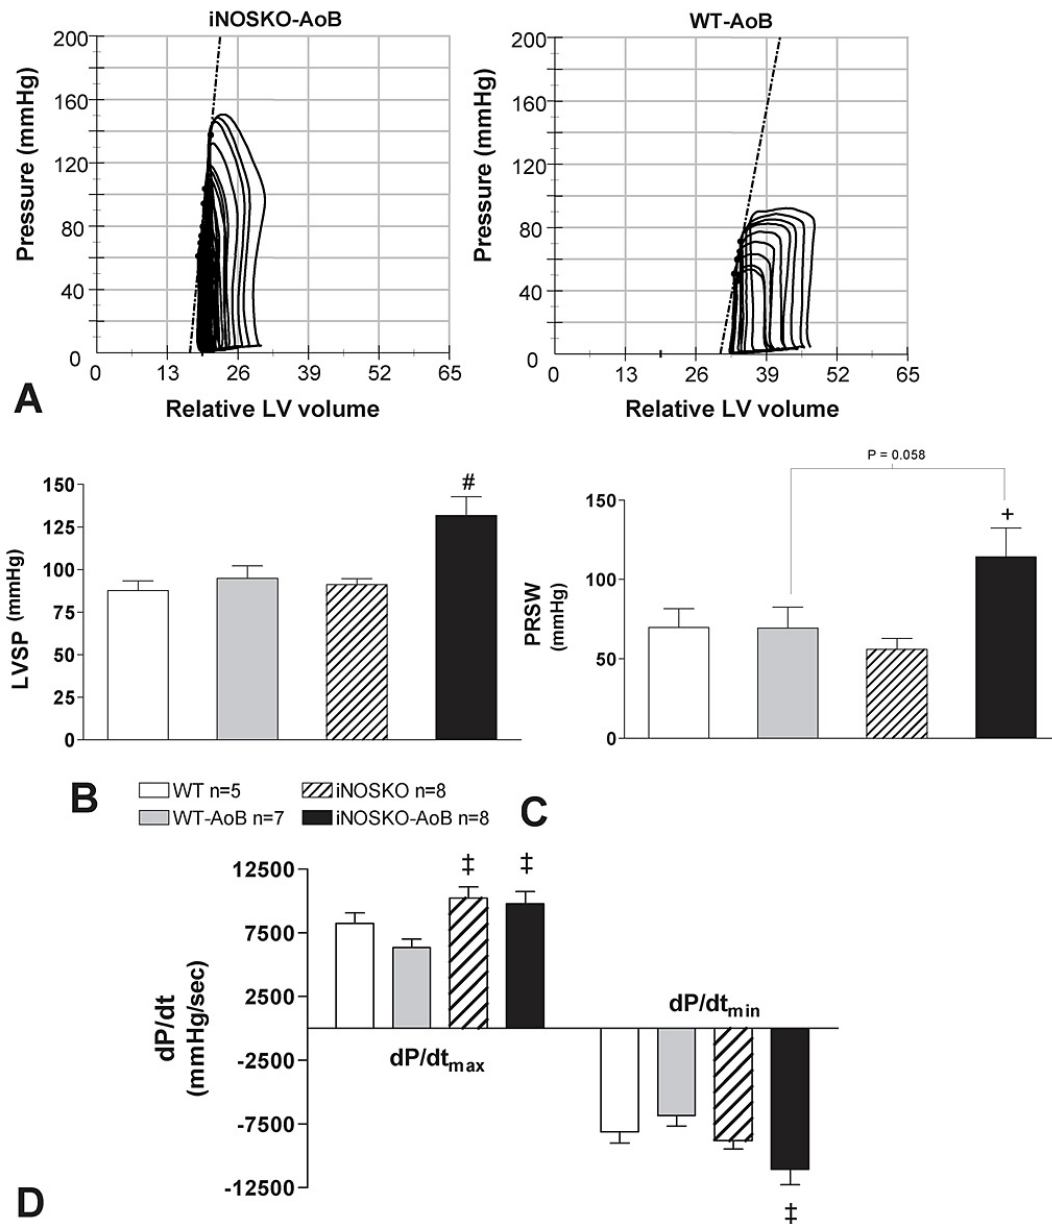 iNOSKO-AoB
WT-AoB
Pressure (mmHg)
200
160
120
80
40
0
0 13 26 39 52 65
Relative LV volume
Pressure (mmHg)
200
160
120
80
40
0
0 13 26 39 52 65
Relative LV volume
A
LVSP (mmHg)
150
125
100
75
50
25
0
#
B
P = 0.058
PRSW
(mmHg)
150
100
50
0
+
C
WT n=5
iNOSKO n=8
WT-AoB n=7
iNOSKO-AoB n=8
dP/dt
(mmHg/sec)
12500
7500
2500
-2500
-7500
-12500
‡ ‡
dP/dtmax
dP/dtmin
‡
D